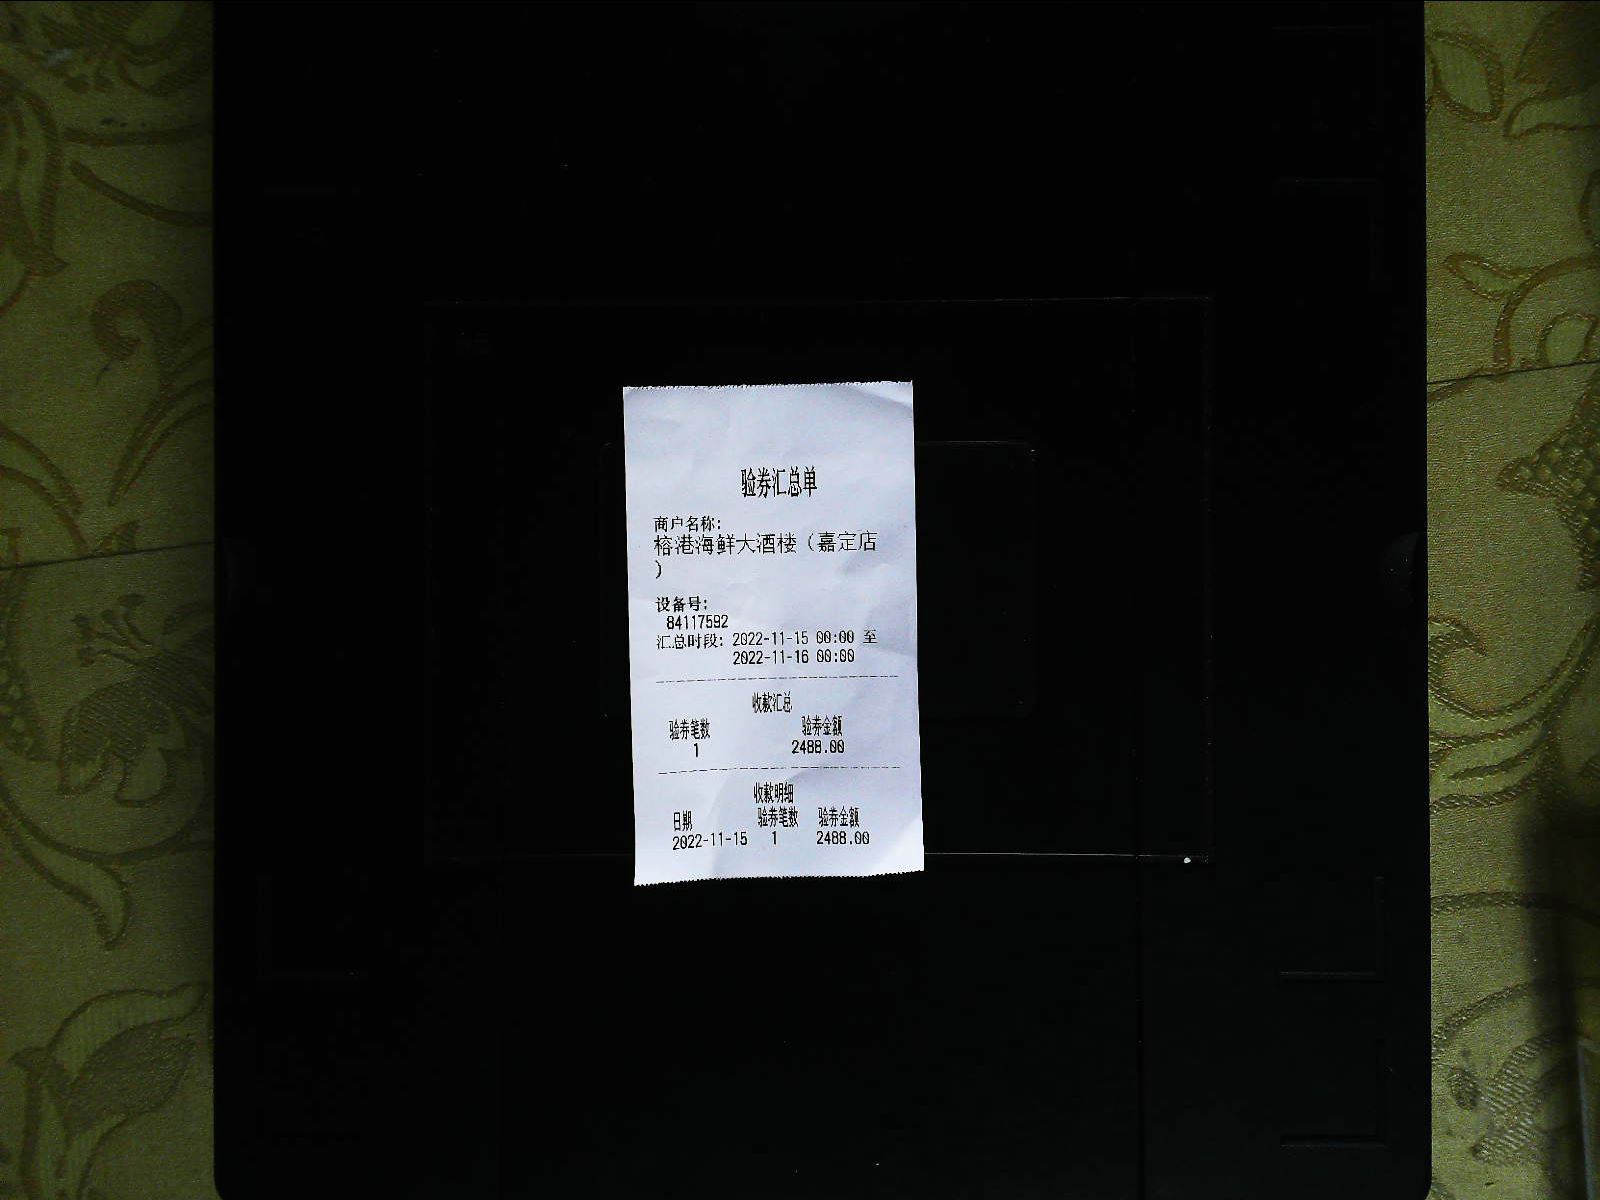 验券汇总单
商户名称:
榕港海鲜大酒楼（嘉定店
）
设备号:
84117592
汇总时段: 2022-11-15 00:00 至
2022-11-16 00:00
收款汇总
验券笔数 验券金额
1 2488.00
收款明细
日期 验券笔数 验券金额
2022-11-15 1 2488.00